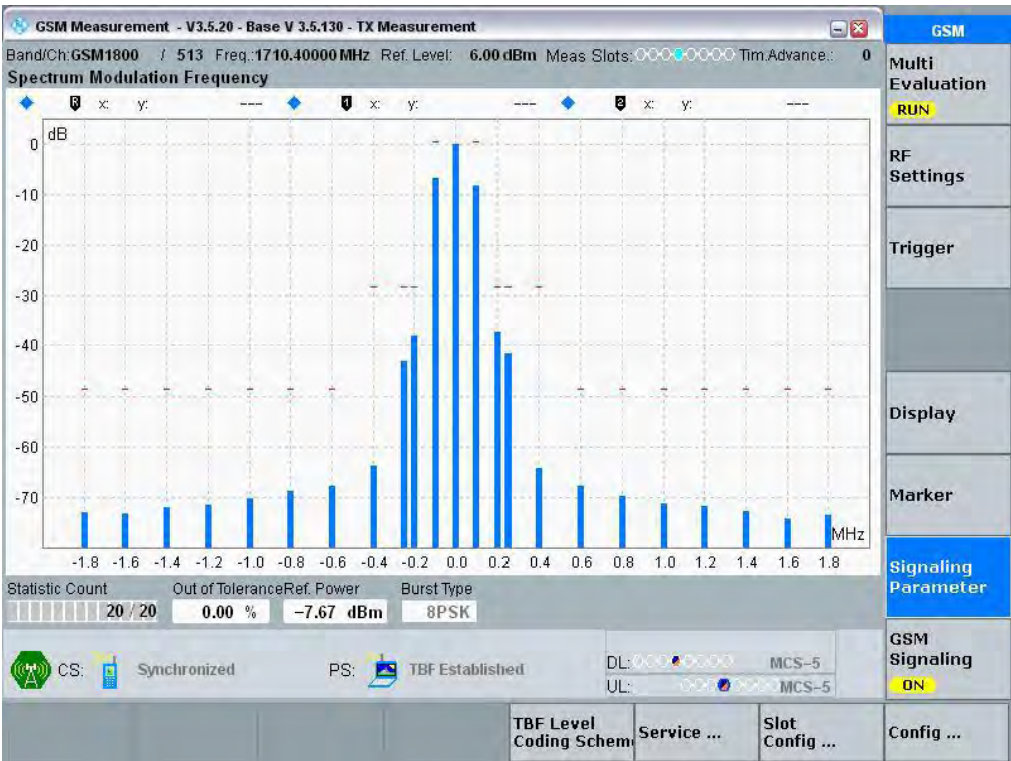 GSM Measurement - V3.5.20 - Base V 3.5.130 - TX Measurement
GSM
Band/Ch:GSM1800 / 513 Freq.:1710.40000 MHz Ref. Level: 6.00 dBm Meas Slots: Tim.Advance.: 0
Spectrum Modulation Frequency
R x: y: --- 1 x: y: --- 2 x: y: ---
dB
0
-10
-20
-30
-40
-50
-60
-70
MHz
-1.8 -1.6 -1.4 -1.2 -1.0 -0.8 -0.6 -0.4 -0.2 0.0 0.2 0.4 0.6 0.8 1.0 1.2 1.4 1.6 1.8
Statistic Count Out of Tolerance Ref. Power Burst Type
20 / 20 0.00 % −7.67 dBm 8PSK
CS: Synchronized PS: TBF Established
DL: MCS−5
UL: MCS−5
Multi
Evaluation
RUN
RF
Settings
Trigger
Display
Marker
Signaling
Parameter
GSM
Signaling
ON
TBF Level
Coding Schem
Service ...
Slot
Config ...
Config ...